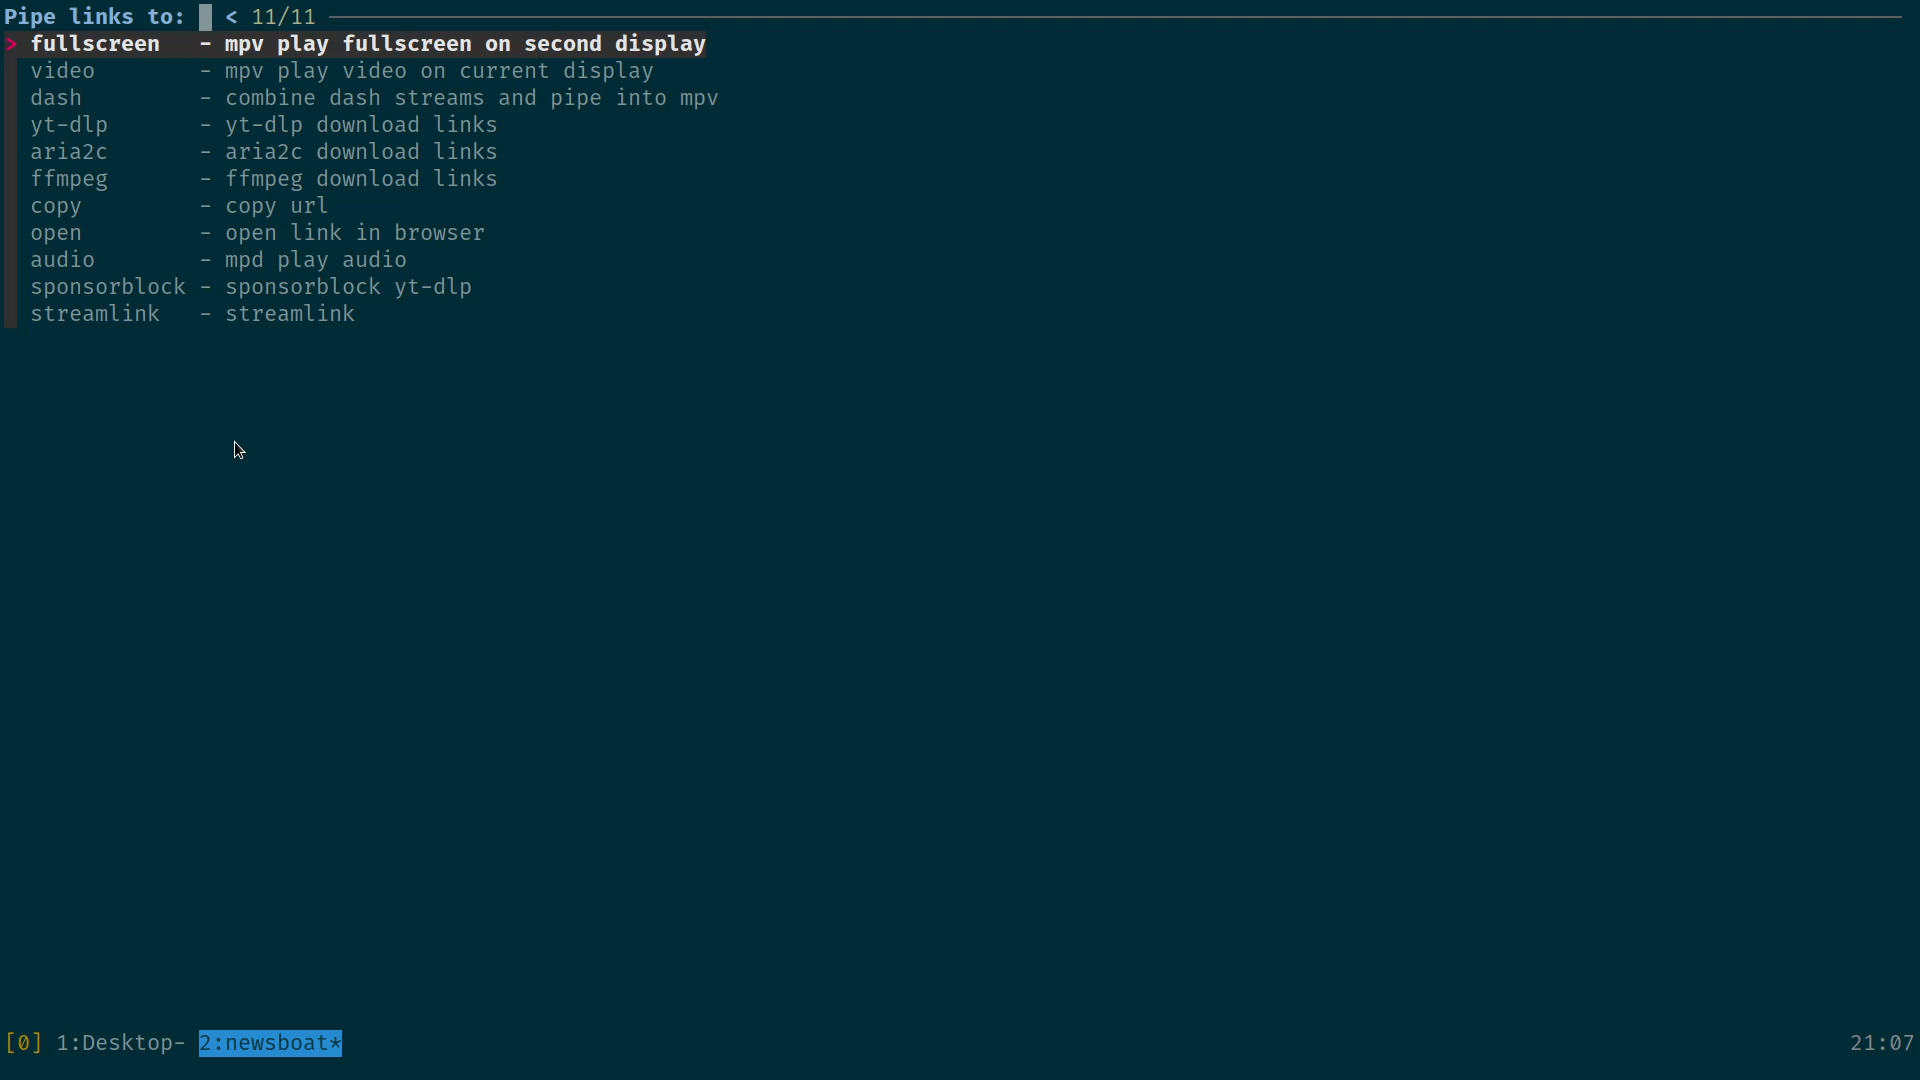 Pipe links to: < 11/11
> fullscreen - mpv play fullscreen on second display
video - mpv play video on current display
dash - combine dash streams and pipe into mpv
yt-dlp - yt-dlp download links
aria2c - aria2c download links
ffmpeg - ffmpeg download links
copy - copy url
open - open link in browser
audio - mpd play audio
sponsorblock - sponsorblock yt-dlp
streamlink - streamlink
[0] 1:Desktop- 2:newsboat* 21:07